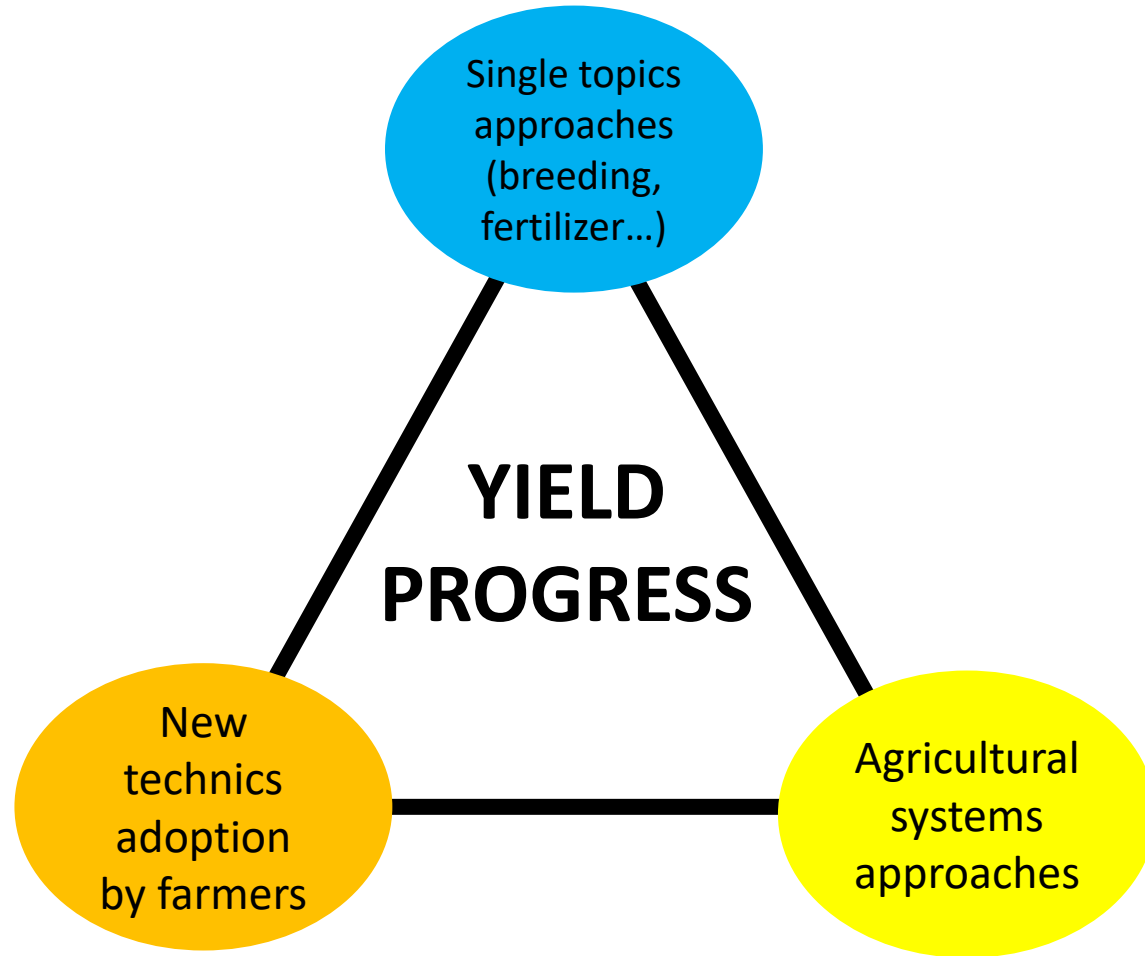 Single topics
approaches
(breeding,
fertilizer…)
YIELD
PROGRESS
New
technics
adoption
by farmers
Agricultural
systems
approaches